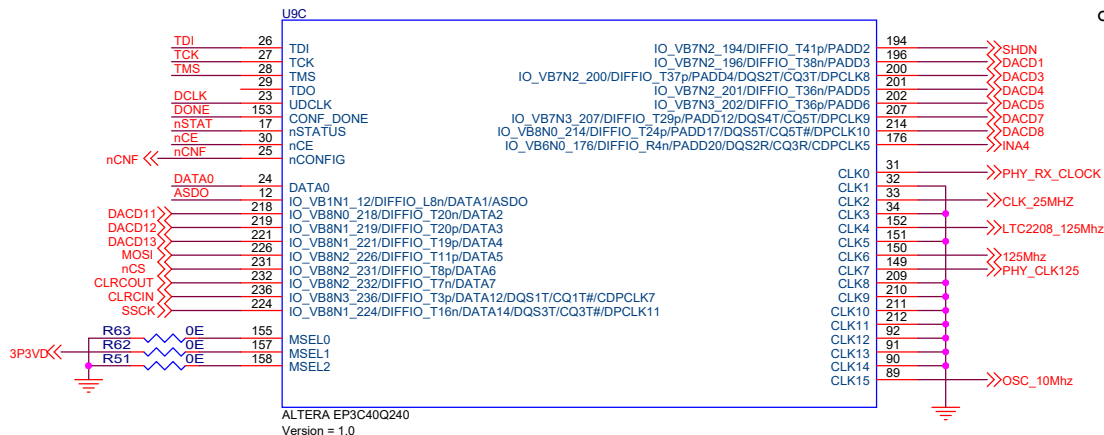 U9C
TDI 26 TDI
TCK 27 TCK
TMS 28 TMS
29 TDO
DCLK 23 UDCLK
DONE 153 CONF_DONE
nSTAT 17 nSTATUS
nCE 30 nCE
nCNF nCNF 25 nCONFIG
DATA0 24 DATA0
ASDO 12 IO_VB1N1_12/DIFFIO_L8n/DATA1/ASDO
DACD11 218 IO_VB8N0_218/DIFFIO_T20n/DATA2
DACD12 219 IO_VB8N1_219/DIFFIO_T20p/DATA3
DACD13 221 IO_VB8N1_221/DIFFIO_T19p/DATA4
MOSI 226 IO_VB8N2_226/DIFFIO_T11p/DATA5
nCS 231 IO_VB8N2_231/DIFFIO_T8p/DATA6
CLRCOUT 232 IO_VB8N2_232/DIFFIO_T7n/DATA7
CLRCIN 236 IO_VB8N3_236/DIFFIO_T3p/DATA12/DQS1T/CQ1T#/CDPCLK7
SSCK 224 IO_VB8N1_224/DIFFIO_T16n/DATA14/DQS3T/CQ3T#/DPCLK11
R63 0E 155 MSEL0
3P3VD R62 0E 157 MSEL1
R51 0E 158 MSEL2
IO_VB7N2_194/DIFFIO_T41p/PADD2 194 SHDN
IO_VB7N2_196/DIFFIO_T38n/PADD3 196 DACD1
IO_VB7N2_200/DIFFIO_T37p/PADD4/DQS2T/CQ3T/DPCLK8 200 DACD3
IO_VB7N2_201/DIFFIO_T36n/PADD5 201 DACD4
IO_VB7N3_202/DIFFIO_T36p/PADD6 202 DACD5
IO_VB7N3_207/DIFFIO_T29p/PADD12/DQS4T/CQ5T/DPCLK9 207 DACD7
IO_VB8N0_214/DIFFIO_T24p/PADD17/DQS5T/CQ5T#/DPCLK10 214 DACD8
IO_VB6N0_176/DIFFIO_R4n/PADD20/DQS2R/CQ3R/CDPCLK5 176 INA4
CLK0 31 PHY_RX_CLOCK
CLK1 32
CLK2 33 CLK_25MHZ
CLK3 34
CLK4 152 LTC2208_125Mhz
CLK5 151
CLK6 150 125Mhz
CLK7 149 PHY_CLK125
CLK8 209
CLK9 210
CLK10 211
CLK11 212
CLK12 92
CLK13 91
CLK14 90
CLK15 89 OSC_10Mhz
ALTERA EP3C40Q240
Version = 1.0